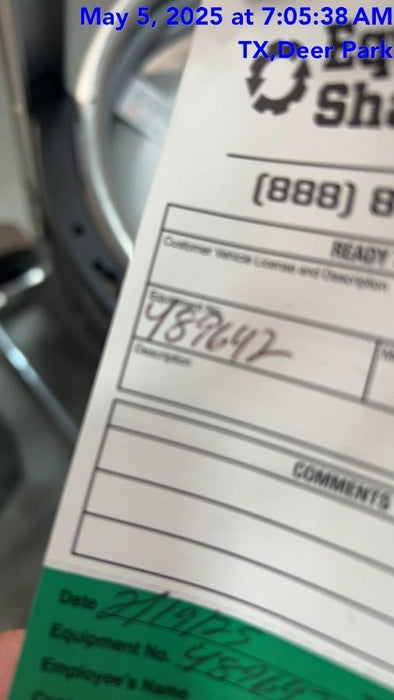 May 5, 2025 at 7:05:38 AM
TX,Deer Park
Eq
Sha
(888) 8
READY
Customer Vehicle License and Description
Equipment No.
489642
Description
COMMENTS
Date 2/19/25
Equipment No. 48964
Employee's Name